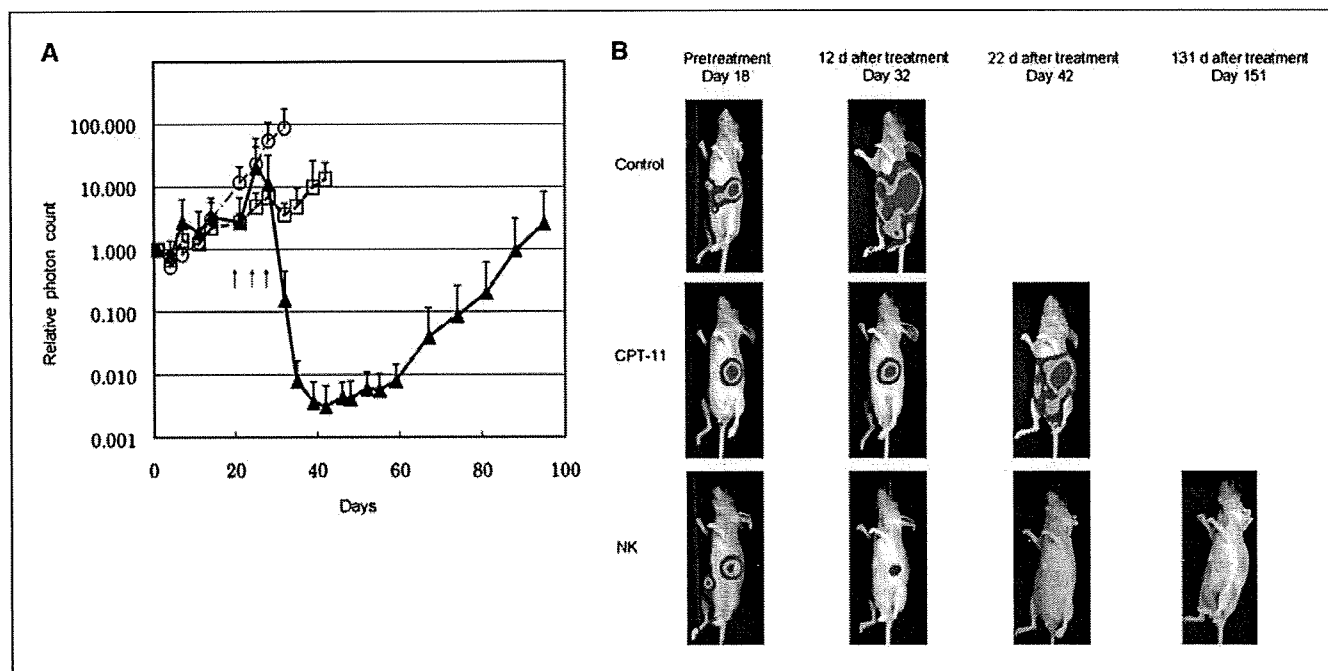 A
100.000
10.000
1.000
0.100
0.010
0.001
Relative photon count
0 20 40 60 80 100
Days
B
Pretreatment
Day 18
12 d after treatment
Day 32
22 d after treatment
Day 42
131 d after treatment
Day 151
Control
CPT-11
NK